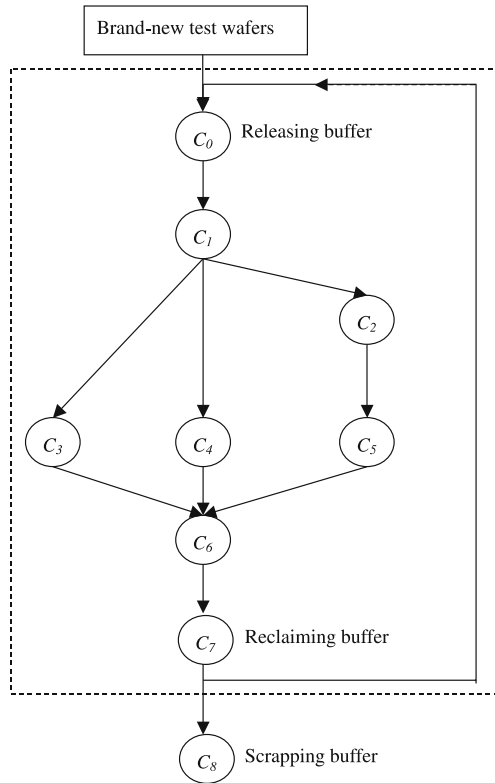 Brand-new test wafers
C0 Releasing buffer
C1
C2
C3 C4 C5
C6
C7 Reclaiming buffer
C8 Scrapping buffer